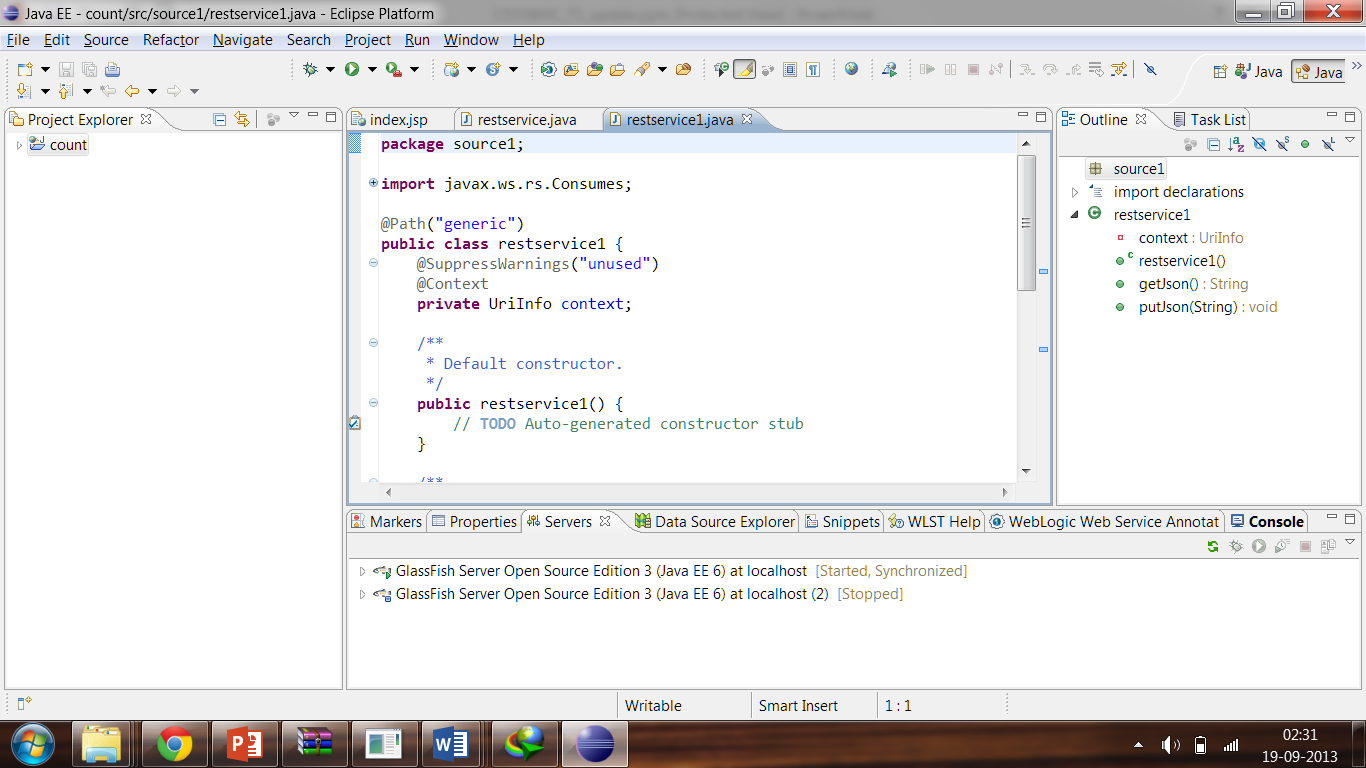 Java EE - count/src/source1/restservice1.java - Eclipse Platform
File Edit Source Refactor Navigate Search Project Run Window Help
Java Java
Project Explorer
count
index.jsp restservice.java restservice1.java
package source1;
import javax.ws.rs.Consumes;
@Path("generic")
public class restservice1 {
@SuppressWarnings("unused")
@Context
private UriInfo context;
/**
* Default constructor.
*/
public restservice1() {
// TODO Auto-generated constructor stub
}
/**
Outline Task List
source1
import declarations
restservice1
context : UriInfo
restservice1()
getJson() : String
putJson(String) : void
Markers Properties Servers Data Source Explorer Snippets WLST Help WebLogic Web Service Annotat Console
GlassFish Server Open Source Edition 3 (Java EE 6) at localhost [Started, Synchronized]
GlassFish Server Open Source Edition 3 (Java EE 6) at localhost (2) [Stopped]
Writable Smart Insert 1 : 1
02:31
19-09-2013